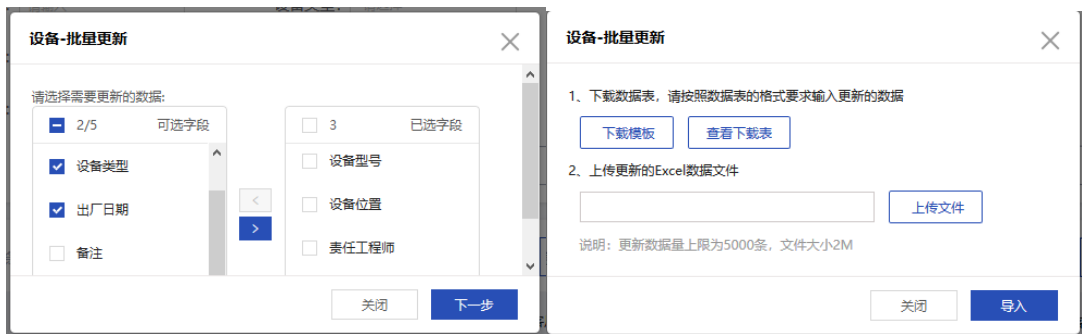 设备-批量更新
请选择需要更新的数据:
2/5 可选字段
设备类型
出厂日期
备注
3 已选字段
设备型号
设备位置
责任工程师
关闭 下一步
设备-批量更新
1、下载数据表，请按照数据表的格式要求输入更新的数据
下载模板 查看下载表
2、上传更新的Excel数据文件
上传文件
说明：更新数据量上限为5000条，文件大小2M
关闭 导入